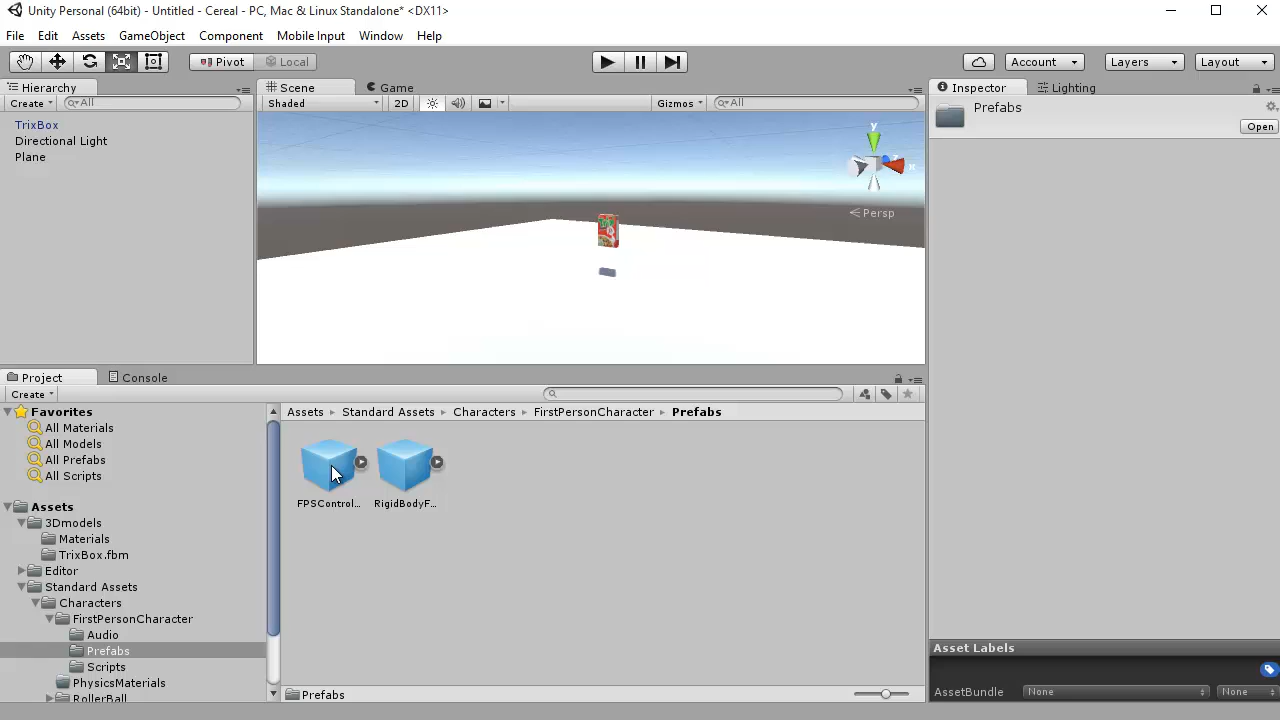 Unity Personal (64bit) - Untitled - Cereal - PC, Mac & Linux Standalone* <DX11>
File Edit Assets GameObject Component Mobile Input Window Help
Pivot Local Account Layers Layout
Hierarchy
Create All
TrixBox
Directional Light
Plane
Scene Game
Shaded 2D Gizmos All
y
x
Persp
Inspector Lighting
Prefabs
Open
Project Console
Create
Favorites
All Materials
All Models
All Prefabs
All Scripts
Assets
3Dmodels
Materials
TrixBox.fbm
Editor
Standard Assets
Characters
FirstPersonCharacter
Audio
Prefabs
Scripts
PhysicsMaterials
RollerBall
Assets Standard Assets Characters FirstPersonCharacter Prefabs
FPSControl... RigidBodyF...
Prefabs
Asset Labels
AssetBundle None None